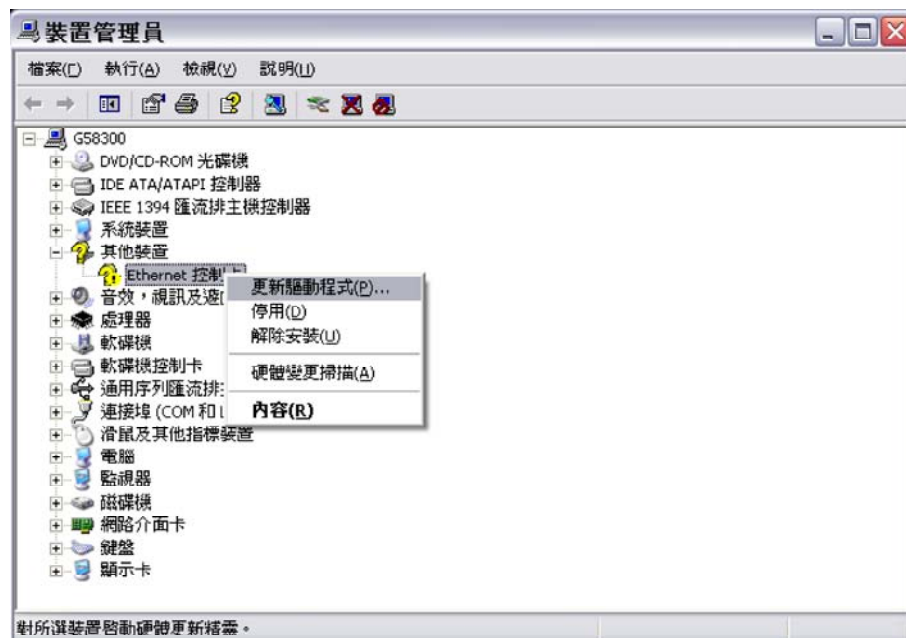 裝置管理員
檔案(F) 執行(A) 檢視(V) 說明(H)
G58300
DVD/CD-ROM 光碟機
IDE ATA/ATAPI 控制器
IEEE 1394 匯流排主機控制器
系統裝置
其他裝置
Ethernet 控制
音效，視訊及遊
處理器
軟碟機
軟碟機控制卡
通用序列匯流排
連接埠 (COM 和 L
滑鼠及其他指標裝置
電腦
監視器
磁碟機
網路介面卡
鍵盤
顯示卡
更新驅動程式(P)...
停用(D)
解除安裝(U)
硬體變更掃描(A)
內容(R)
對所選裝置啟動硬體更新精靈。